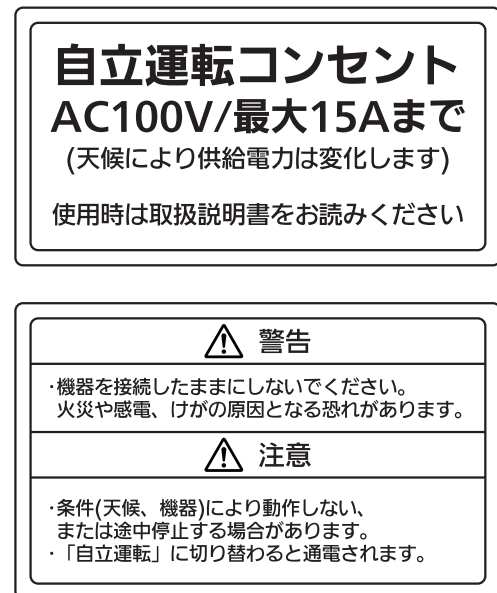 自立運転コンセント
AC100V/最大15Aまで
(天候により供給電力は変化します)
使用時は取扱説明書をお読みください
警告
・機器を接続したままにしないでください。
火災や感電、けがの原因となる恐れがあります。
注意
・条件(天候、機器)により動作しない、
または途中停止する場合があります。
・「自立運転」に切り替わると通電されます。